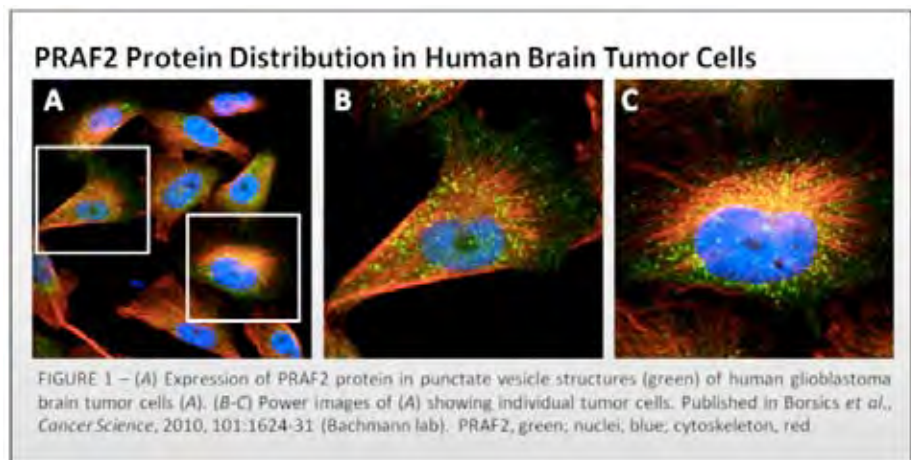 PRAF2 Protein Distribution in Human Brain Tumor Cells
A B C
FIGURE 1 – (A) Expression of PRAF2 protein in punctate vesicle structures (green) of human glioblastoma
brain tumor cells (A). (B-C) Power images of (A) showing individual tumor cells. Published in Borsics et al.,
Cancer Science, 2010, 101:1624-31 (Bachmann lab). PRAF2, green; nuclei, blue; cytoskeleton, red